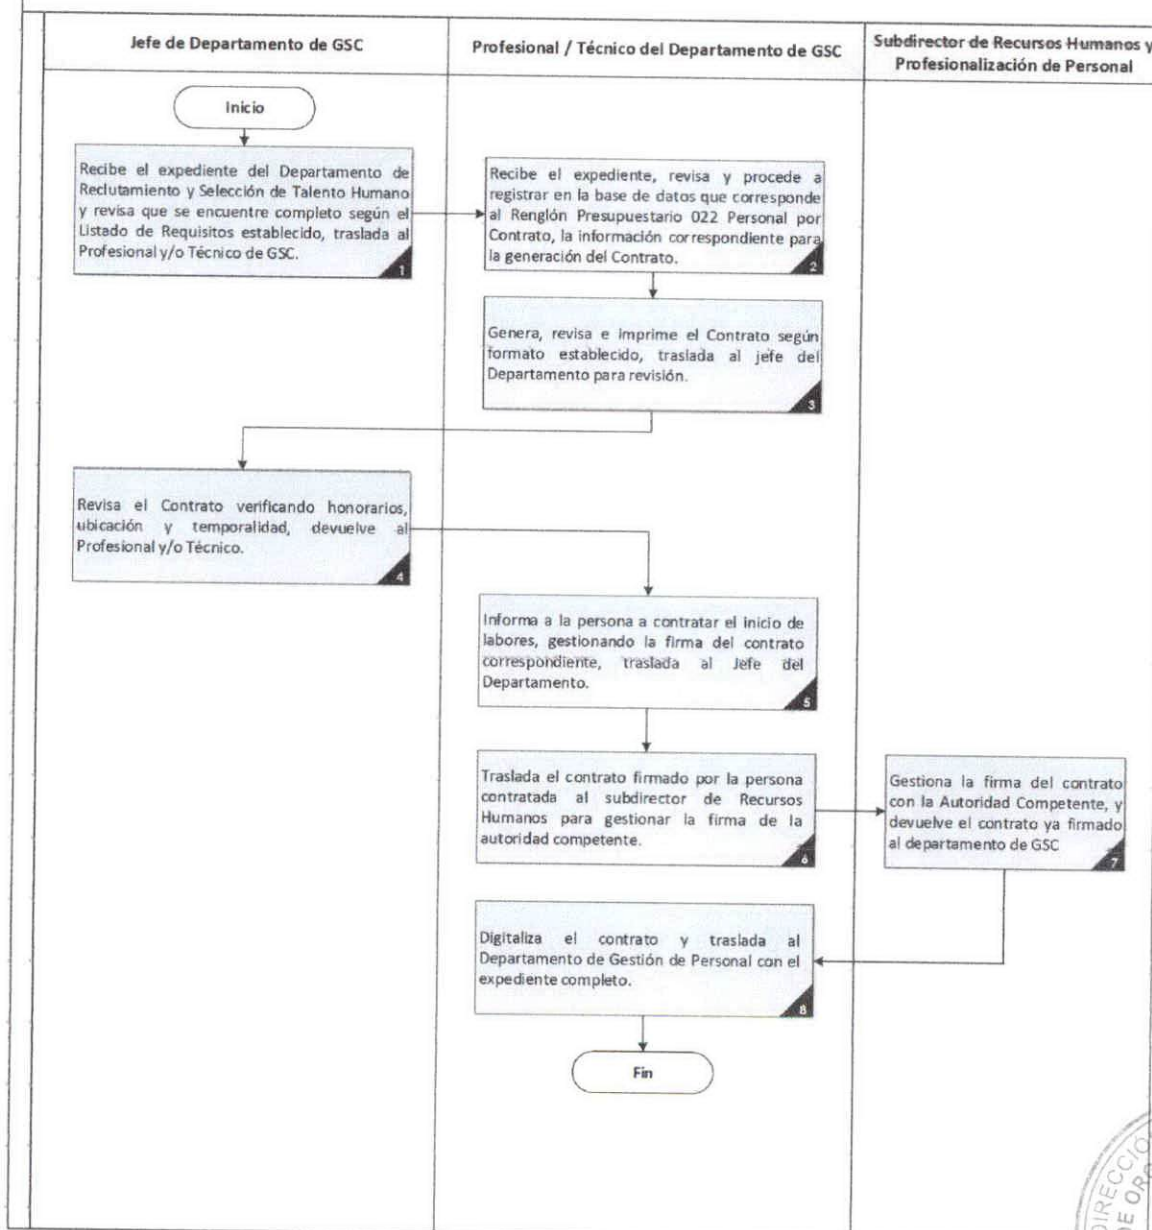 Jefe de Departamento de GSC
Profesional / Técnico del Departamento de GSC
Subdirector de Recursos Humanos y
Profesionalización de Personal
Inicio
Recibe el expediente del Departamento de
Reclutamiento y Selección de Talento Humano
y revisa que se encuentre completo según el
Listado de Requisitos establecido, traslada al
Profesional y/o Técnico de GSC.
1
Recibe el expediente, revisa y procede a
registrar en la base de datos que corresponde
al Renglón Presupuestario 022 Personal por
Contrato, la información correspondiente para
la generación del Contrato.
2
Genera, revisa e imprime el Contrato según
formato establecido, traslada al jefe del
Departamento para revisión.
3
Revisa el Contrato verificando honorarios,
ubicación y temporalidad, devuelve al
Profesional y/o Técnico.
4
Informa a la persona a contratar el inicio de
labores, gestionando la firma del contrato
correspondiente, traslada al Jefe del
Departamento.
5
Traslada el contrato firmado por la persona
contratada al subdirector de Recursos
Humanos para gestionar la firma de la
autoridad competente.
6
Gestiona la firma del contrato
con la Autoridad Competente, y
devuelve el contrato ya firmado
al departamento de GSC
7
Digitaliza el contrato y traslada al
Departamento de Gestión de Personal con el
expediente completo.
8
Fin
DIRECCIÓ
DE ORG